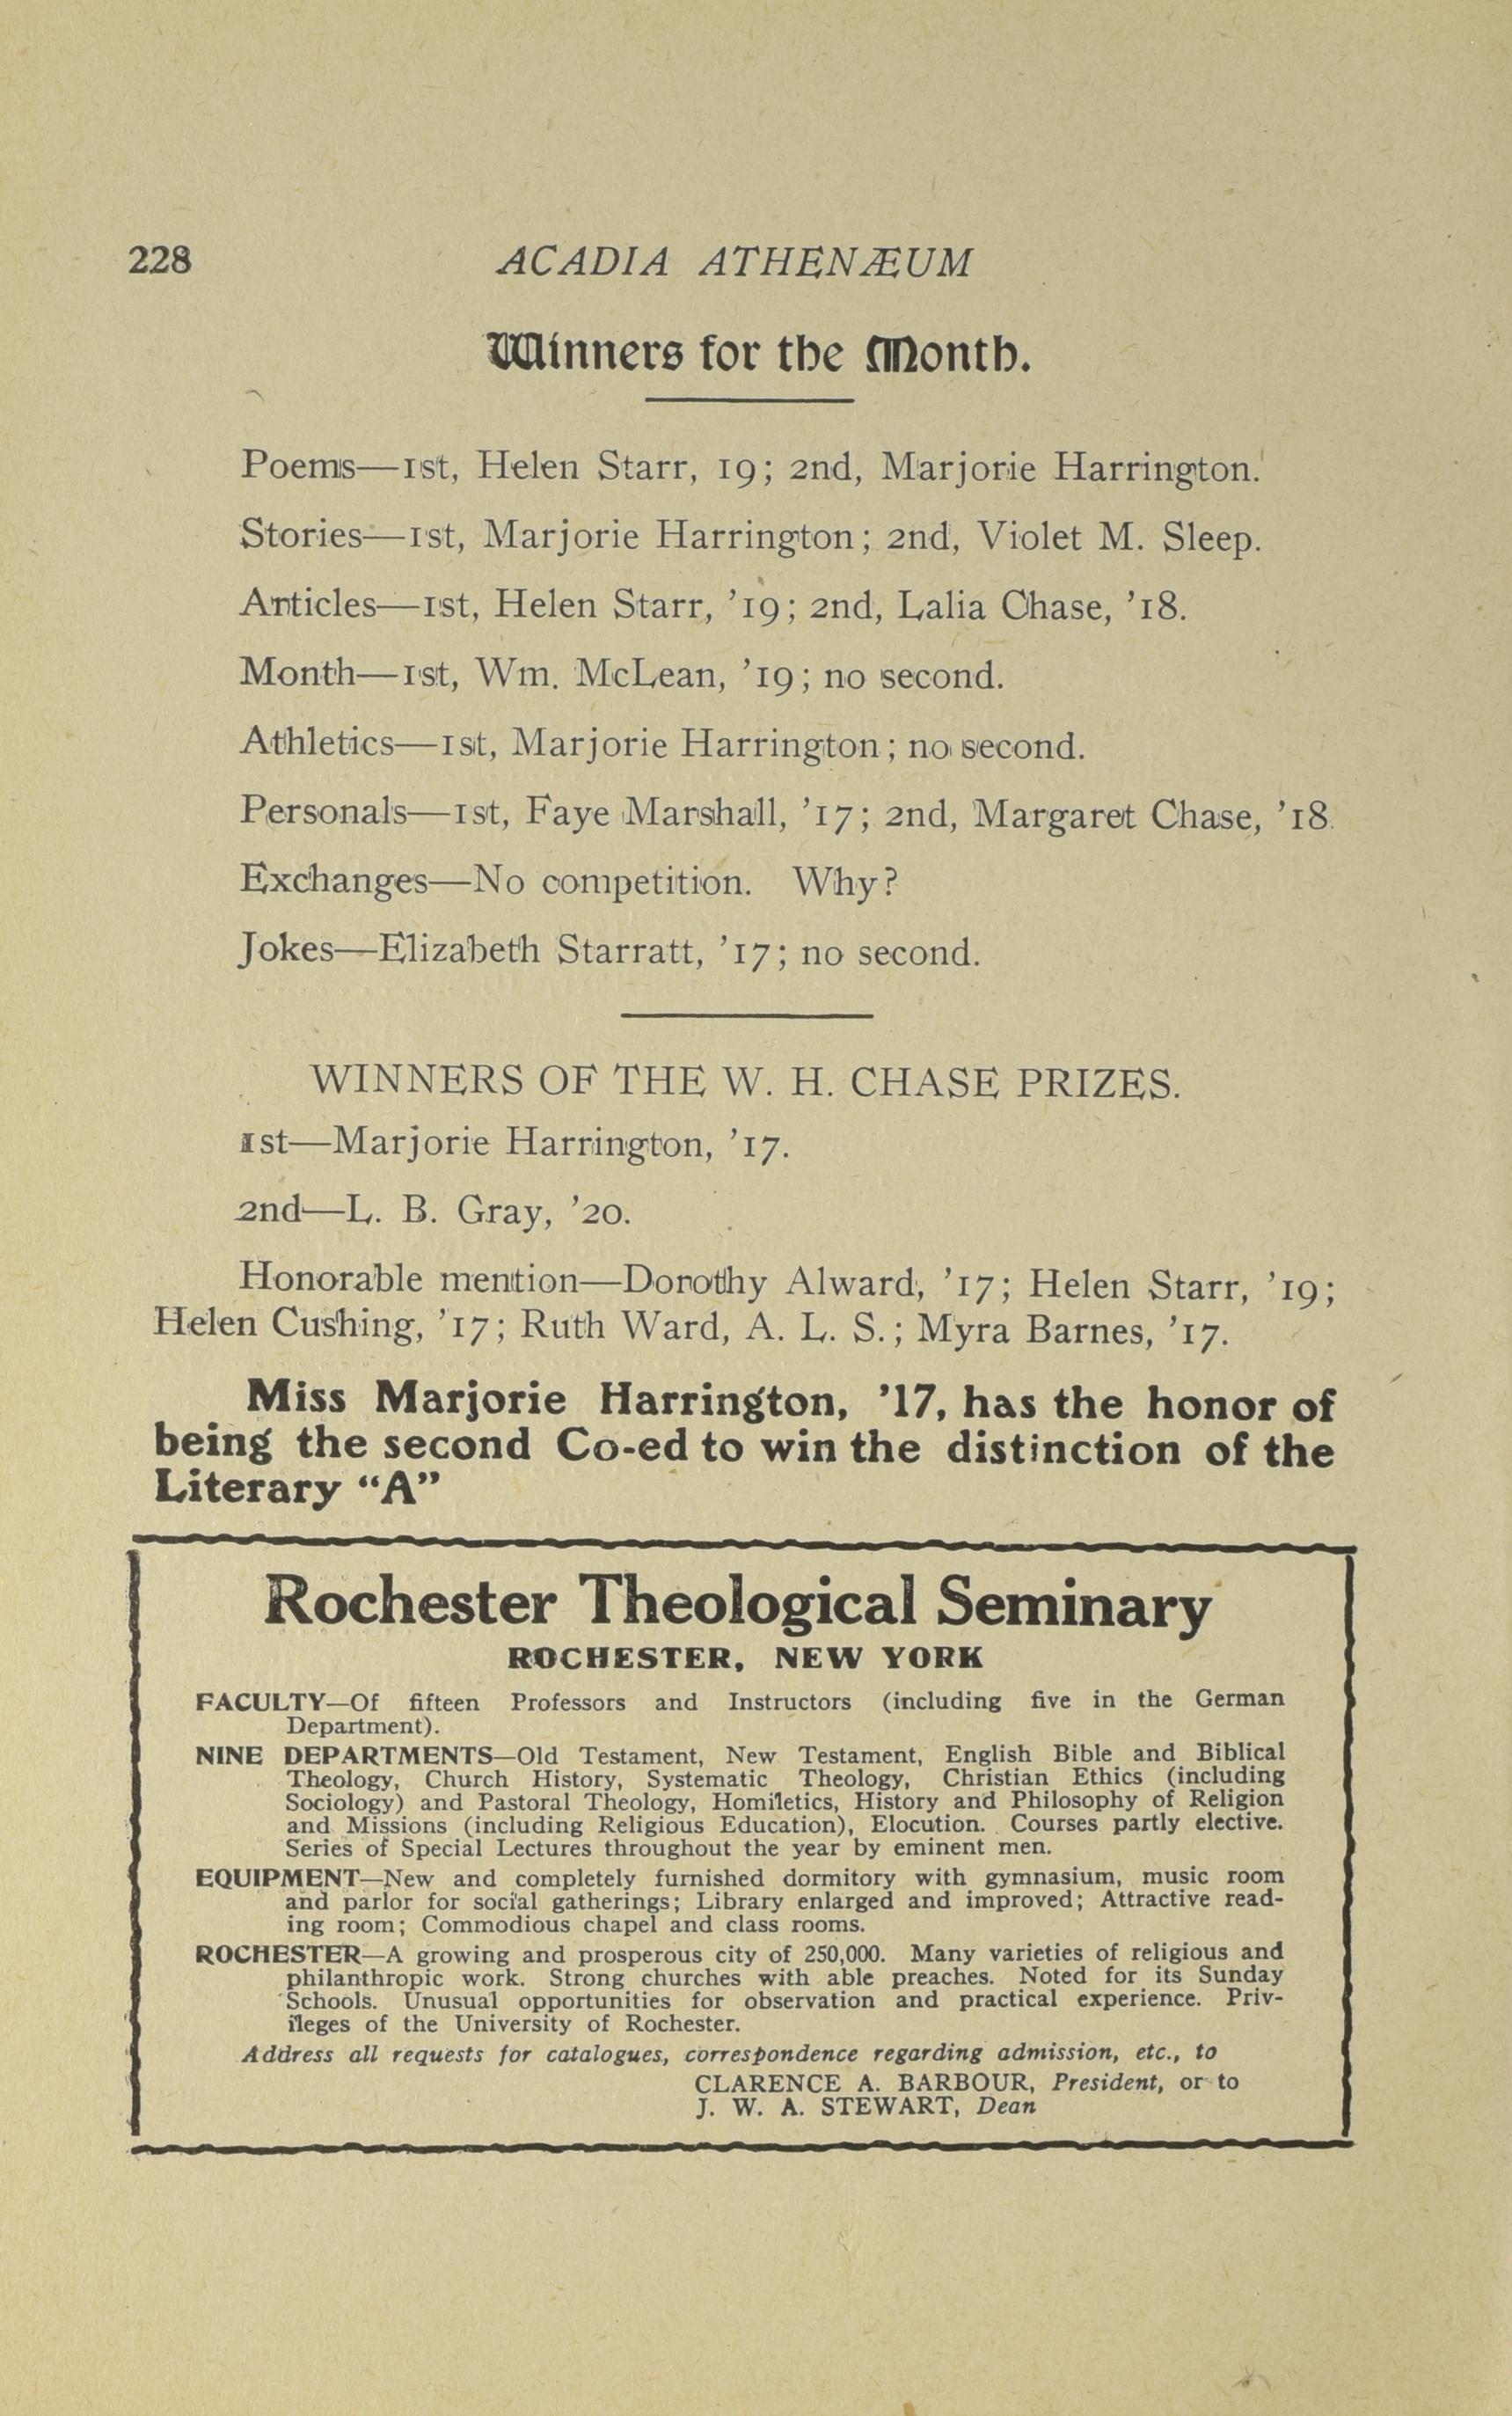 228 ACADIA ATHENÆUM
Winners for the Month.
Poems—1st, Helen Starr, 19; 2nd, Marjorie Harrington.
Stories—1st, Marjorie Harrington; 2nd, Violet M. Sleep.
Articles—1st, Helen Starr, '19; 2nd, Lalia Chase, '18.
Month—1st, Wm. McLean, '19; no second.
Athletics—1st, Marjorie Harrington; no second.
Personals—1st, Faye Marshall, '17; 2nd, Margaret Chase, '18.
Exchanges—No competition. Why?
Jokes—Elizabeth Starratt, '17; no second.
WINNERS OF THE W. H. CHASE PRIZES.
1st—Marjorie Harrington, '17.
2nd—L. B. Gray, '20.
Honorable mention—Dorothy Alward, '17; Helen Starr, '19;
Helen Cushing, '17; Ruth Ward, A. L. S.; Myra Barnes, '17.
Miss Marjorie Harrington, '17, has the honor of
being the second Co-ed to win the distinction of the
Literary “A”
Rochester Theological Seminary
ROCHESTER, NEW YORK
FACULTY—Of fifteen Professors and Instructors (including five in the German
Department).
NINE DEPARTMENTS—Old Testament, New Testament, English Bible and Biblical
Theology, Church History, Systematic Theology, Christian Ethics (including
Sociology) and Pastoral Theology, Homiletics, History and Philosophy of Religion
and Missions (including Religious Education), Elocution. Courses partly elective.
Series of Special Lectures throughout the year by eminent men.
EQUIPMENT—New and completely furnished dormitory with gymnasium, music room
and parlor for social gatherings; Library enlarged and improved; Attractive read-
ing room; Commodious chapel and class rooms.
ROCHESTER—A growing and prosperous city of 250,000. Many varieties of religious and
philanthropic work. Strong churches with able preaches. Noted for its Sunday
Schools. Unusual opportunities for observation and practical experience. Priv-
ileges of the University of Rochester.
Address all requests for catalogues, correspondence regarding admission, etc., to
CLARENCE A. BARBOUR, President, or to
J. W. A. STEWART, Dean